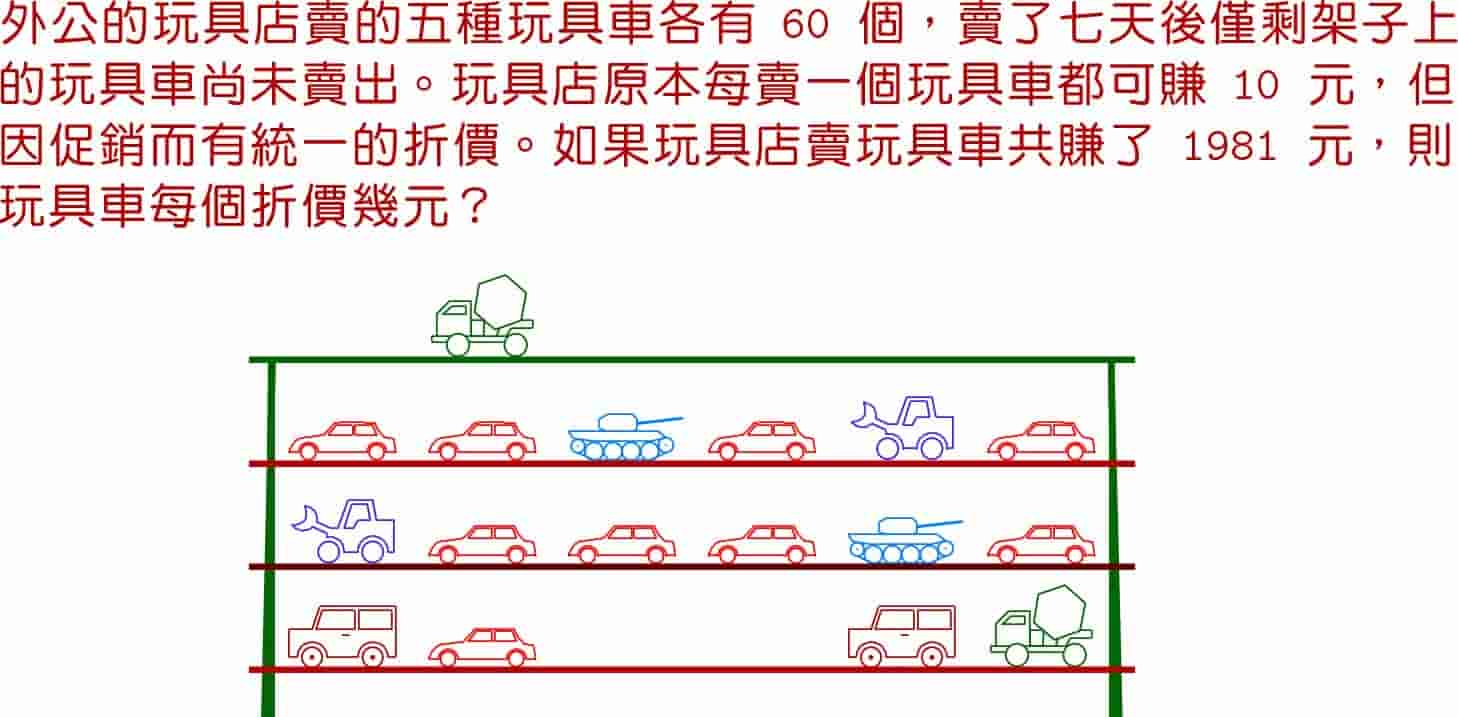 外公的玩具店賣的五種玩具車各有 60 個，賣了七天後僅剩架子上
的玩具車尚未賣出。玩具店原本每賣一個玩具車都可賺 10 元，但
因促銷而有統一的折價。如果玩具店賣玩具車共賺了 1981 元，則
玩具車每個折價幾元？